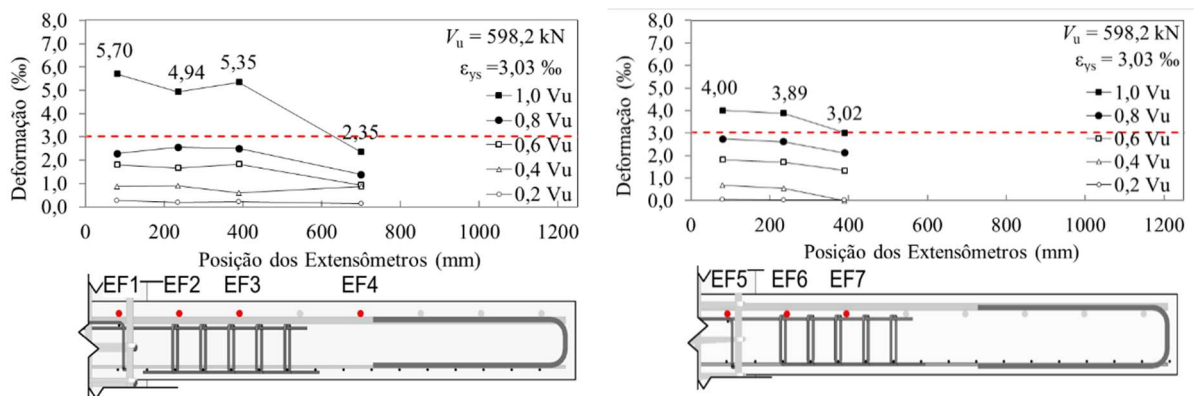 8,0
7,0
6,0
5,0
4,0
3,0
2,0
1,0
0,0
Deformação (‰)
5,70
4,94
5,35
2,35
Vu = 598,2 kN
εys =3,03 ‰
1,0 Vu
0,8 Vu
0,6 Vu
0,4 Vu
0,2 Vu
0 200 400 600 800 1000 1200
Posição dos Extensômetros (mm)
EF1 EF2 EF3 EF4
8,0
7,0
6,0
5,0
4,0
3,0
2,0
1,0
0,0
Deformação (‰)
4,00
3,89
3,02
Vu = 598,2 kN
εys = 3,03 ‰
1,0 Vu
0,8 Vu
0,6 Vu
0,4 Vu
0,2 Vu
0 200 400 600 800 1000 1200
Posição dos Extensômetros (mm)
EF5 EF6 EF7